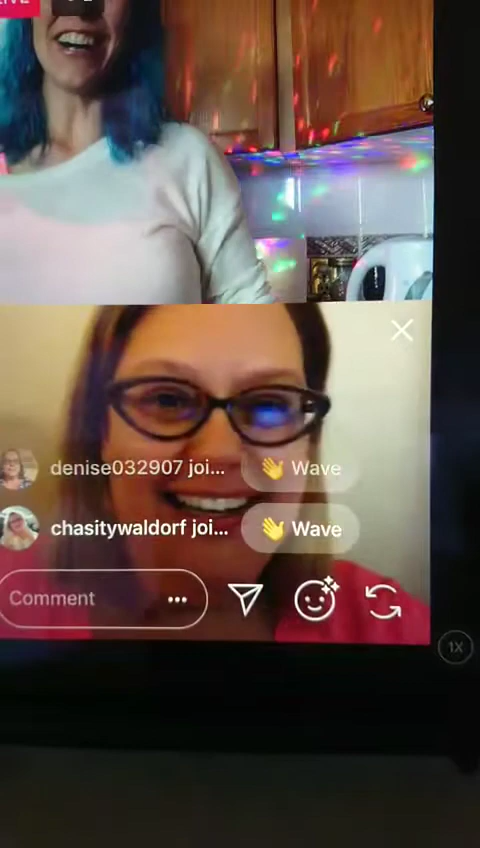 denise032907 joi...
Wave
chasitywaldorf joi...
Wave
Comment
1X